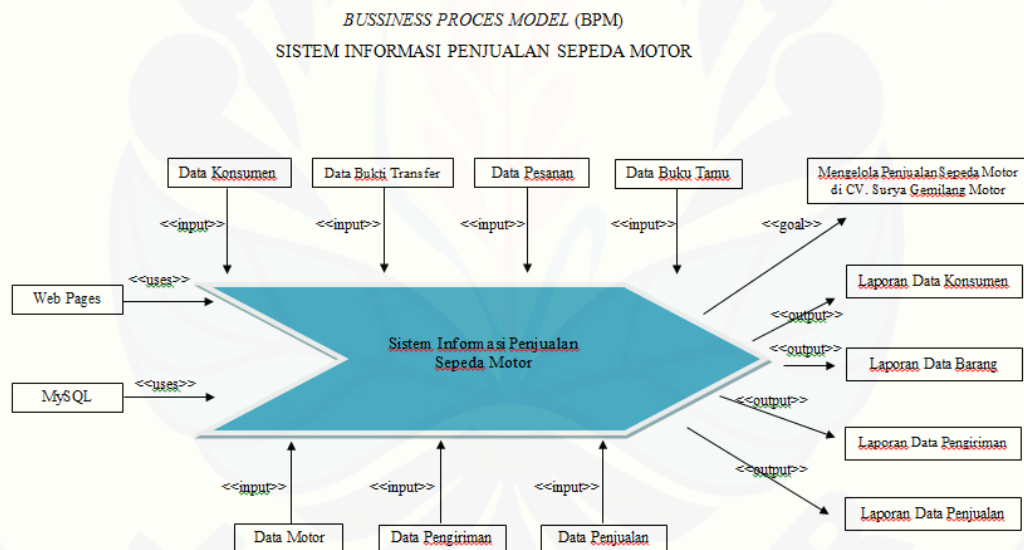 BUSSINESS PROCES MODEL (BPM)
SISTEM INFORMASI PENJUALAN SEPEDA MOTOR
Data Konsumen
Data Bukti Transfer
Data Pesanan
Data Buku Tamu
Mengelola Penjualan Sepeda Motor
di CV. Surya Gemilang Motor
<<input>>
<<input>>
<<input>>
<<input>>
<<goal>>
<<uses>>
Web Pages
Laporan Data Konsumen
<<output>>
Sistem Informasi Penjualan
Sepeda Motor
<<output>>
Laporan Data Barang
<<uses>>
MySQL
<<output>>
Laporan Data Pengiriman
<<output>>
<<input>>
<<input>>
<<input>>
Laporan Data Penjualan
Data Motor
Data Pengiriman
Data Penjualan